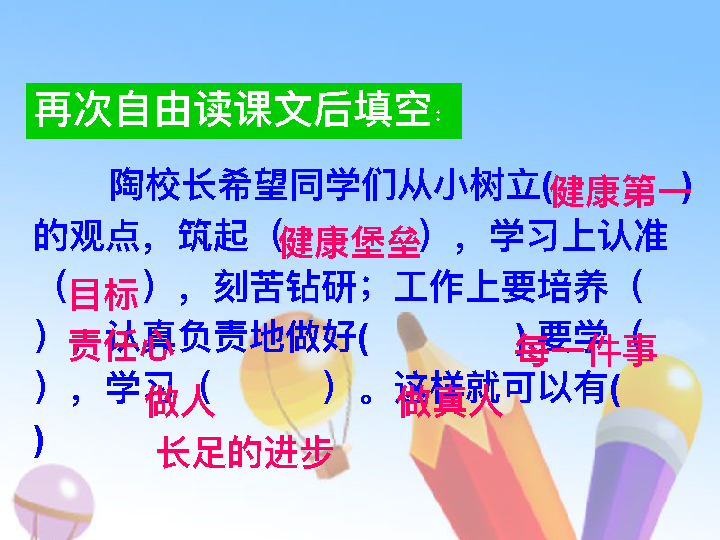 再次自由读课文后填空：
陶校长希望同学们从小树立(健康第一)
的观点，筑起（健康堡垒），学习上认准
（目标），刻苦钻研；工作上要培养（
）责任心认真负责地做好( )每一件事要学（
），学习（做人 ）。做真人这样就可以有(
)长足的进步